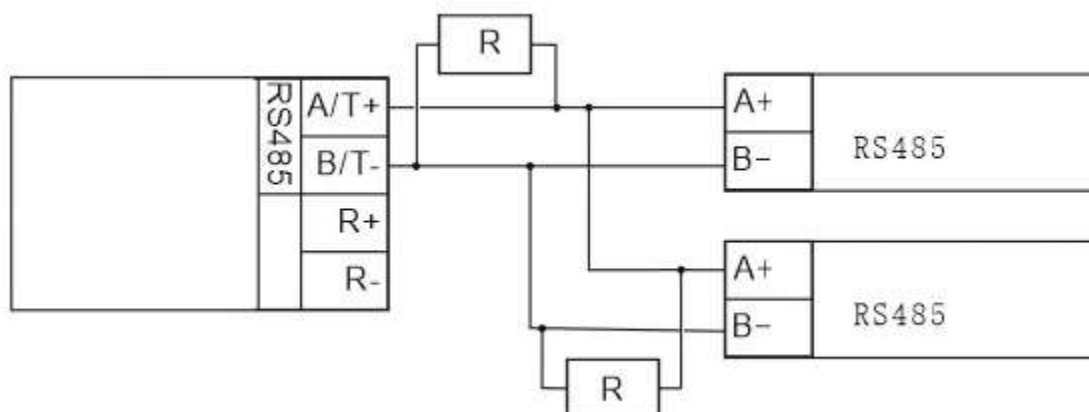 R
RS485
A/T+
B/T-
R+
R-
A+
B-
RS485
A+
B-
RS485
R